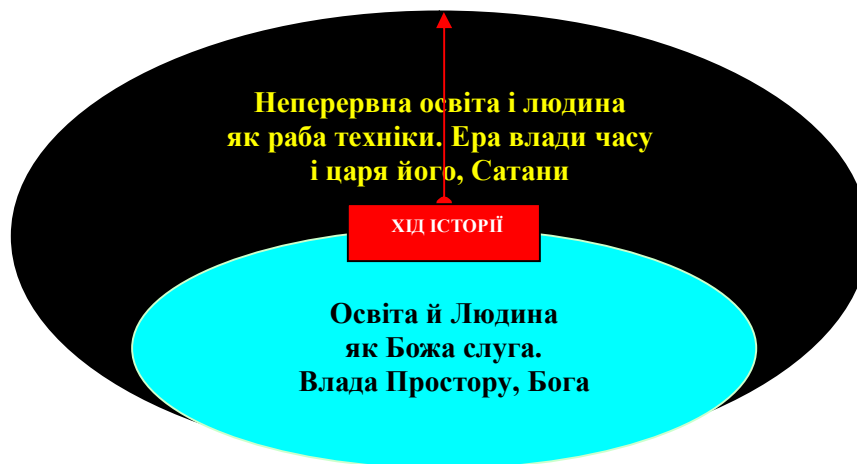 Неперервна освіта і людина
як раба техніки. Ера влади часу
і царя його, Сатани
ХІД ІСТОРІЇ
Освіта й Людина
як Божа слуга.
Влада Простору, Бога